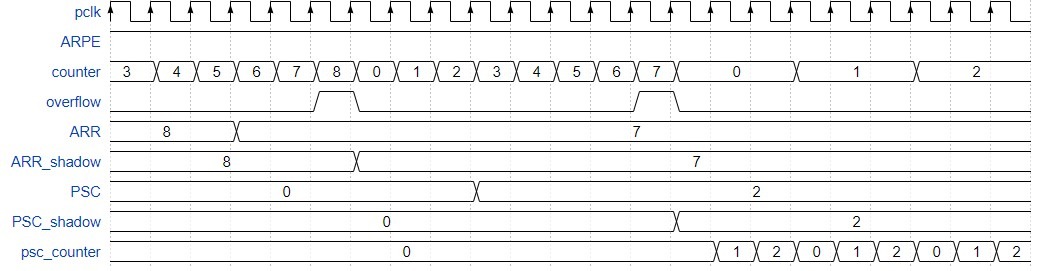 pclk
ARPE
counter 3 4 5 6 7 8 0 1 2 3 4 5 6 7 0 1 2
overflow
ARR 8 7
ARR_shadow 8 7
PSC 0 2
PSC_shadow 0 2
psc_counter 0 1 2 0 1 2 0 1 2